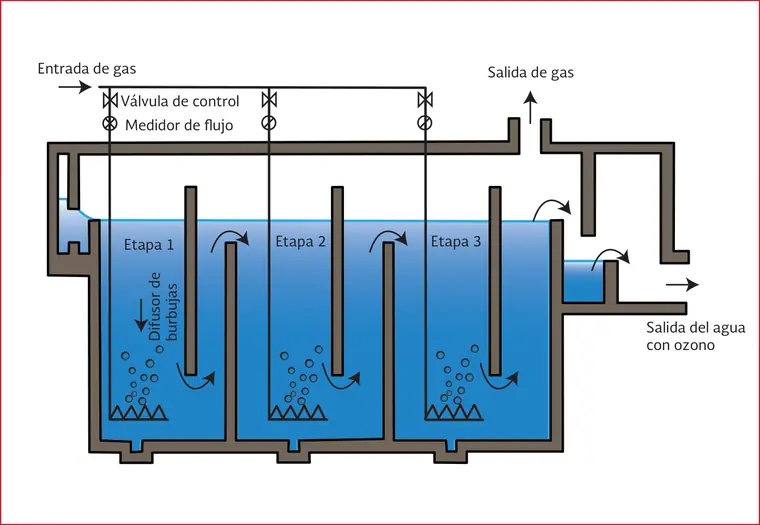 Entrada de gas
Salida de gas
Válvula de control
Medidor de flujo
Etapa 1
Etapa 2
Etapa 3
Difusor de
burbujas
Salida del agua
con ozono